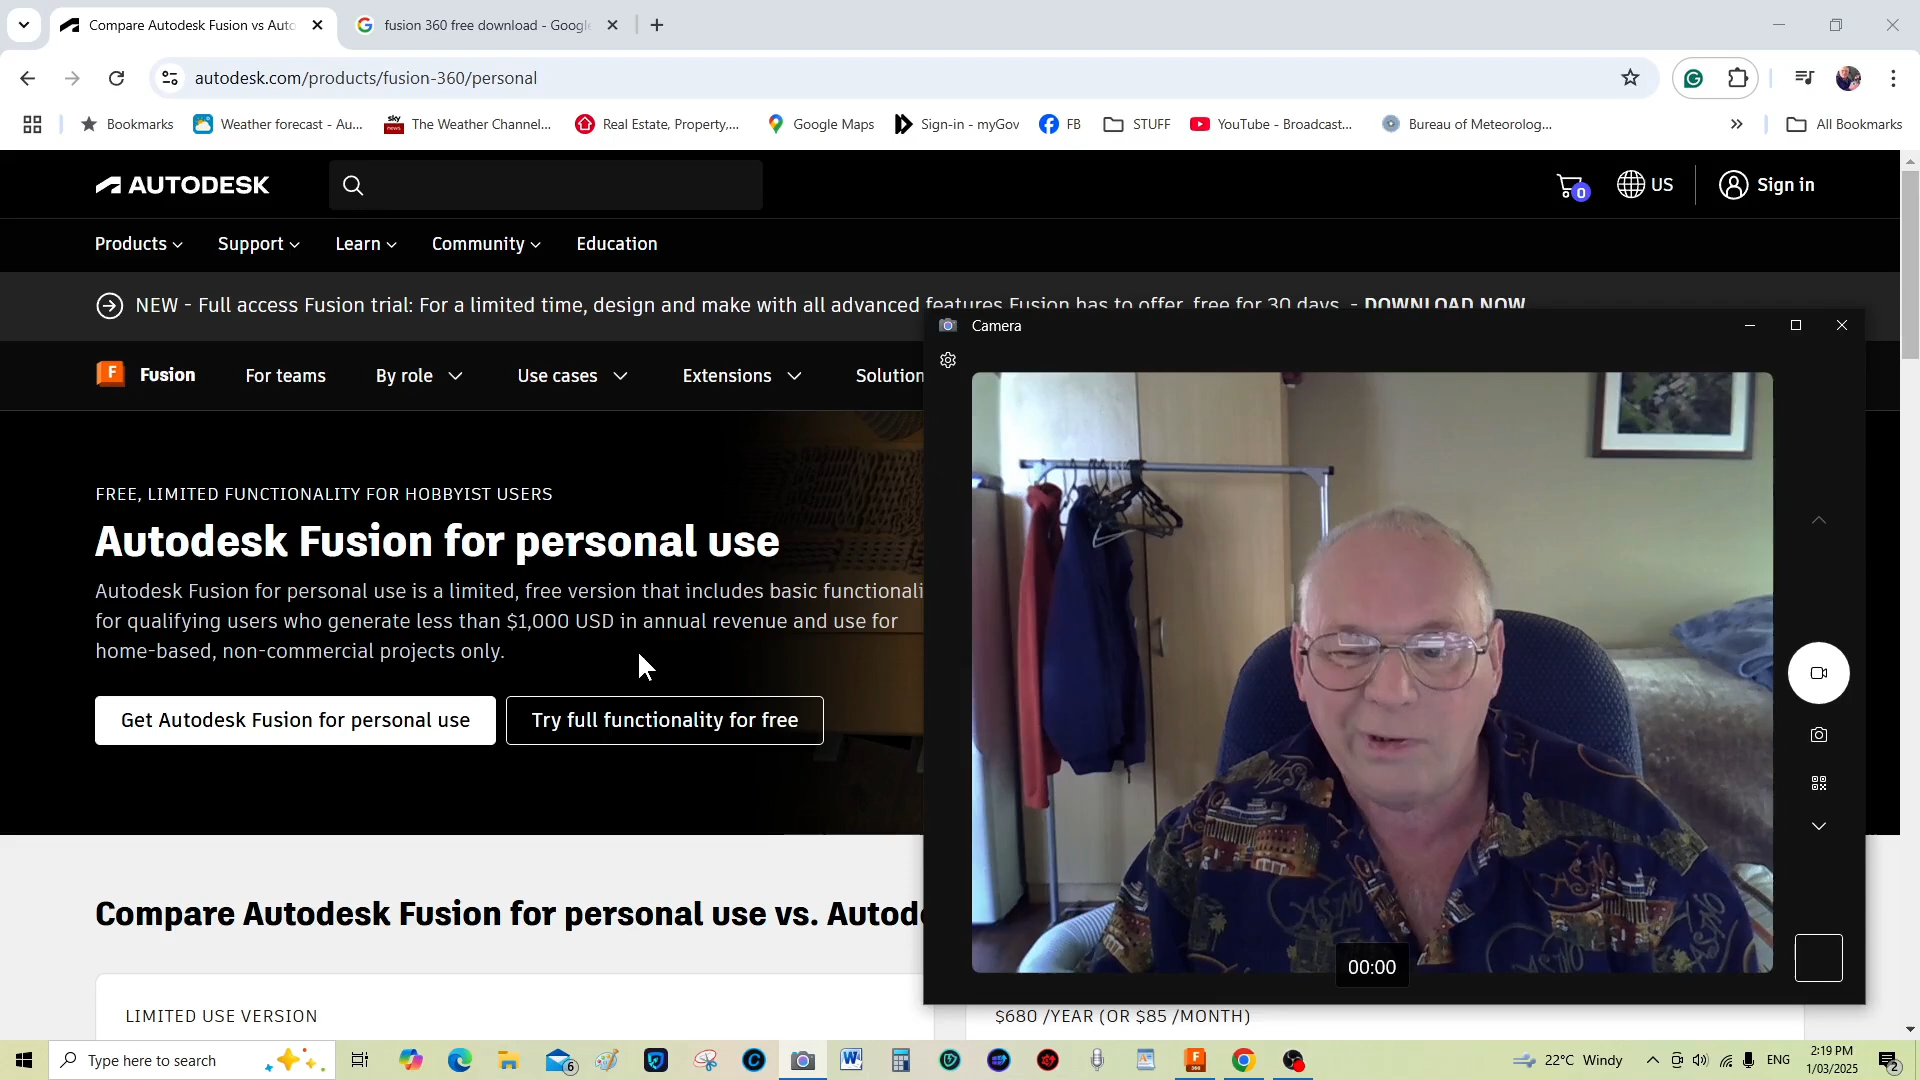 Compare Autodesk Fusion vs Auto
fusion 360 free download - Google
autodesk.com/products/fusion-360/personal
Bookmarks
Weather forecast - Au...
The Weather Channel...
Real Estate, Property,...
Google Maps
Sign-in - myGov
FB
STUFF
YouTube - Broadcast...
Bureau of Meteorolog...
All Bookmarks
AUTODESK
0
US
Sign in
Products
Support
Learn
Community
Education
NEW - Full access Fusion trial: For a limited time, design and make with all advanced features Fusion has to offer, free for 30 days. - DOWNLOAD NOW
Camera
F
Fusion
For teams
By role
Use cases
Extensions
Solution
FREE, LIMITED FUNCTIONALITY FOR HOBBYIST USERS
Autodesk Fusion for personal use
Autodesk Fusion for personal use is a limited, free version that includes basic functionali
for qualifying users who generate less than $1,000 USD in annual revenue and use for
home-based, non-commercial projects only.
Get Autodesk Fusion for personal use
Try full functionality for free
Compare Autodesk Fusion for personal use vs. Autod
00:00
LIMITED USE VERSION
$680 /YEAR (OR $85 /MONTH)
Type here to search
6
22°C Windy
ENG
2:19 PM
1/03/2025
2